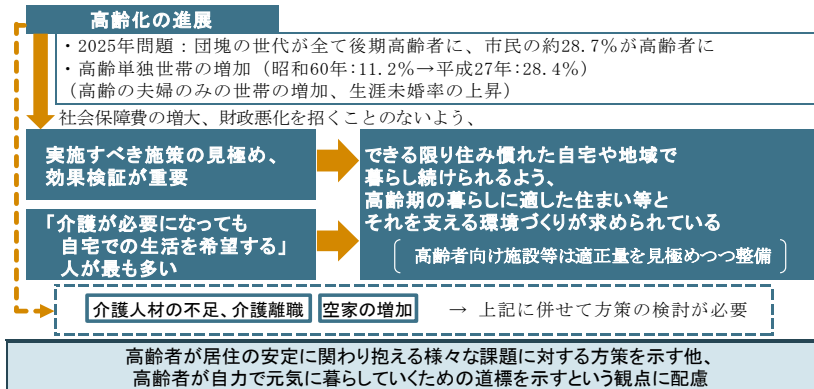 高齢化の進展
・2025年問題：団塊の世代が全て後期高齢者に、市民の約28.7％が高齢者に
・高齢単独世帯の増加（昭和60年:11.2％→平成27年:28.4％）
（高齢の夫婦のみの世帯の増加、生涯未婚率の上昇）
社会保障費の増大、財政悪化を招くことのないよう、
実施すべき施策の見極め、
効果検証が重要
できる限り住み慣れた自宅や地域で
暮らし続けられるよう、
高齢期の暮らしに適した住まい等と
それを支える環境づくりが求められている
「介護が必要になっても
自宅での生活を希望する」
人が最も多い
高齢者向け施設等は適正量を見極めつつ整備
介護人材の不足、介護離職 空家の増加 → 上記に併せて方策の検討が必要
高齢者が居住の安定に関わり抱える様々な課題に対する方策を示す他、
高齢者が自力で元気に暮らしていくための道標を示すという観点に配慮